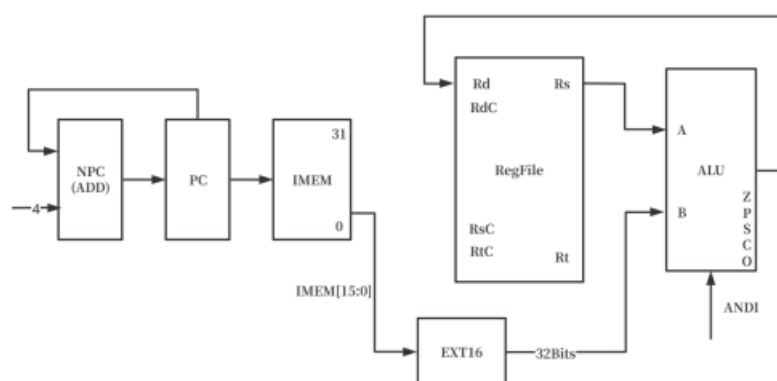 Rd
Rs
RdC
RegFile
RsC
RtC
Rt
A
ALU
B
Z
P
S
C
O
ANDI
NPC
(ADD)
4
PC
31
IMEM
0
IMEM[15:0]
EXT16
32Bits